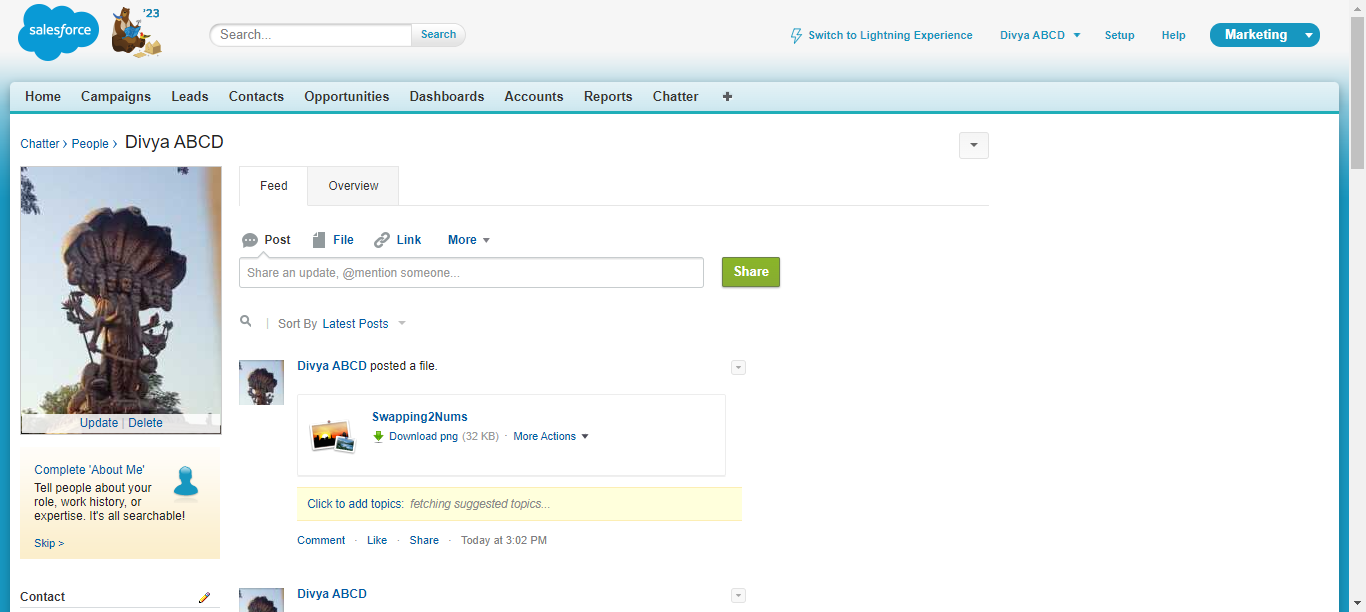 salesforce
'23
Search...
Search
Switch to Lightning Experience
Divya ABCD
Setup
Help
Marketing
Home Campaigns Leads Contacts Opportunities Dashboards Accounts Reports Chatter +
Chatter › People › Divya ABCD
Feed Overview
Post File Link More
Share an update, @mention someone...
Share
Sort By Latest Posts
Update | Delete
Complete 'About Me'
Tell people about your
role, work history, or
expertise. It's all searchable!
Skip >
Contact
Divya ABCD posted a file.
Swapping2Nums
Download png (32 KB) · More Actions
Click to add topics: fetching suggested topics...
Comment · Like · Share · Today at 3:02 PM
Divya ABCD